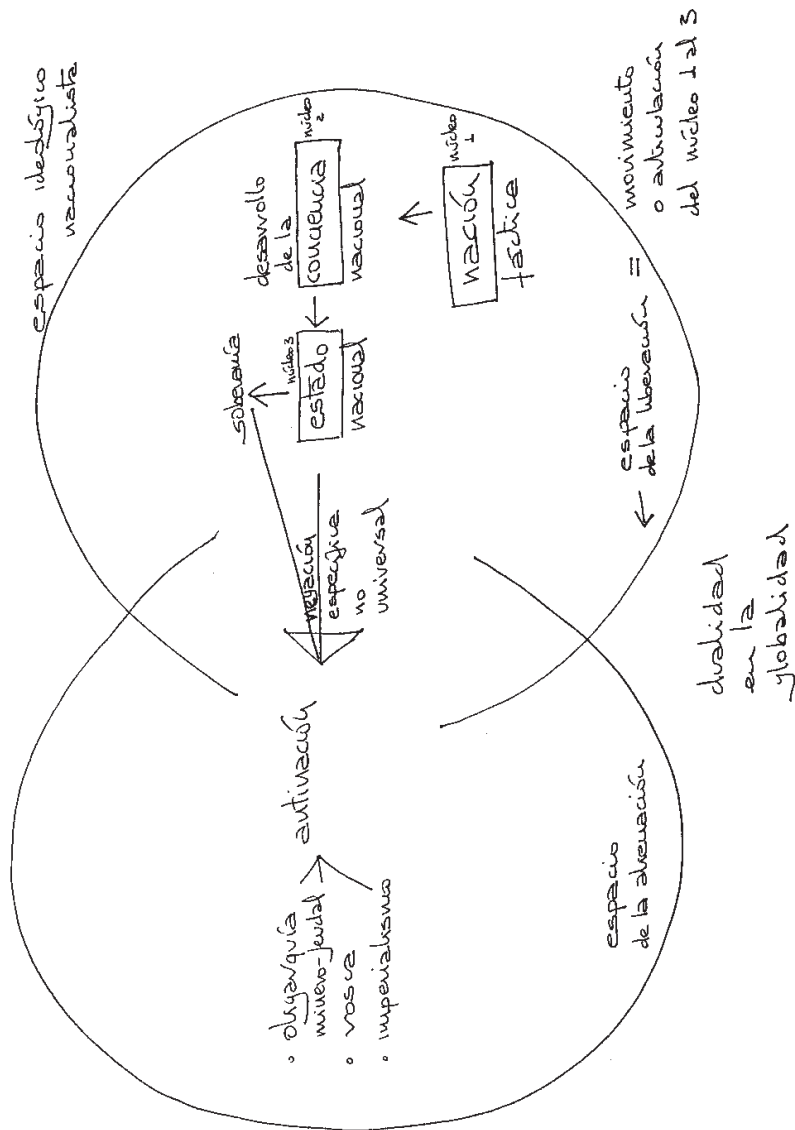 espacio ideológico
nacionalista
desarrollo
de la
conciencia
núcleo
2
nacional
nación
núcleo
1
fáctica
soberanía
núcleo 3
estado
nacional
negación
específica
no
universal
antinación
• oligarquía
minero-feudal
• rosca
• imperialismo
espacio
de la alienación
espacio
de la liberación
=
movimiento
o articulación
del núcleo 1 al 3
dualidad
en la
globalidad